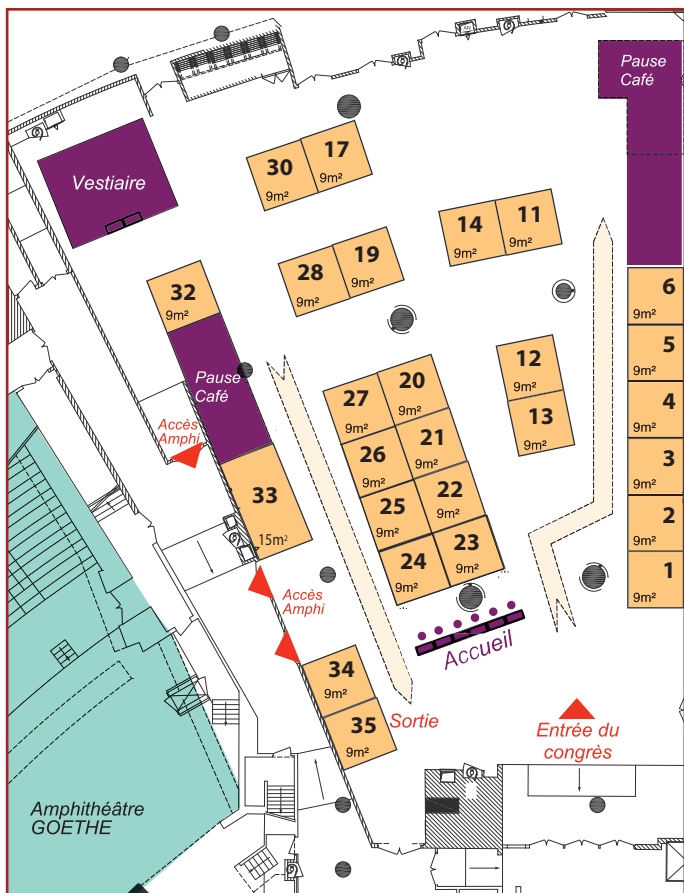 AN
Pause
Café
Vestiaire
30
9m²
17
9m²
14
9m²
11
9m²
28
9m²
19
9m²
32
9m²
6
9m²
5
9m²
4
9m²
3
9m²
2
9m²
1
9m²
Pause
Café
12
9m²
13
9m²
27
9m²
20
9m²
26
9m²
21
9m²
25
9m²
22
9m²
24
9m²
23
9m²
Accès
Amphi
33
15m²
Accès
Amphi
Accueil
34
9m²
35
9m²
Sortie
Entrée du
congrès
Amphithéâtre
GOETHE